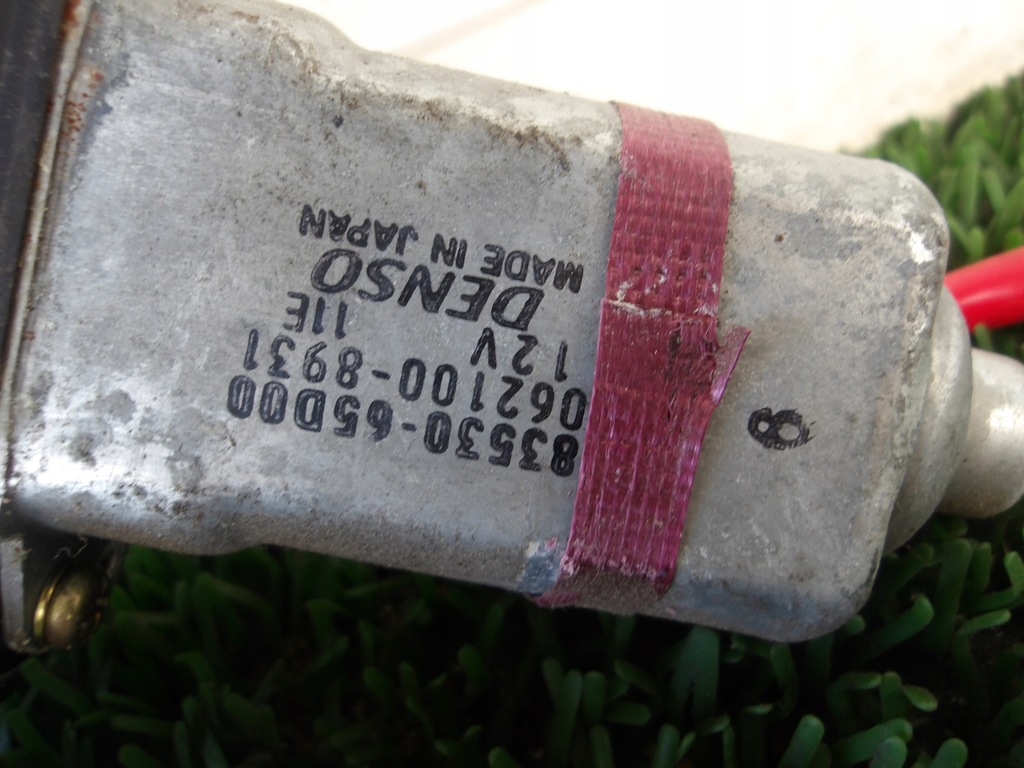 83530-65D00
062100-8931
12V 11E
DENSO
MADE IN JAPAN
8